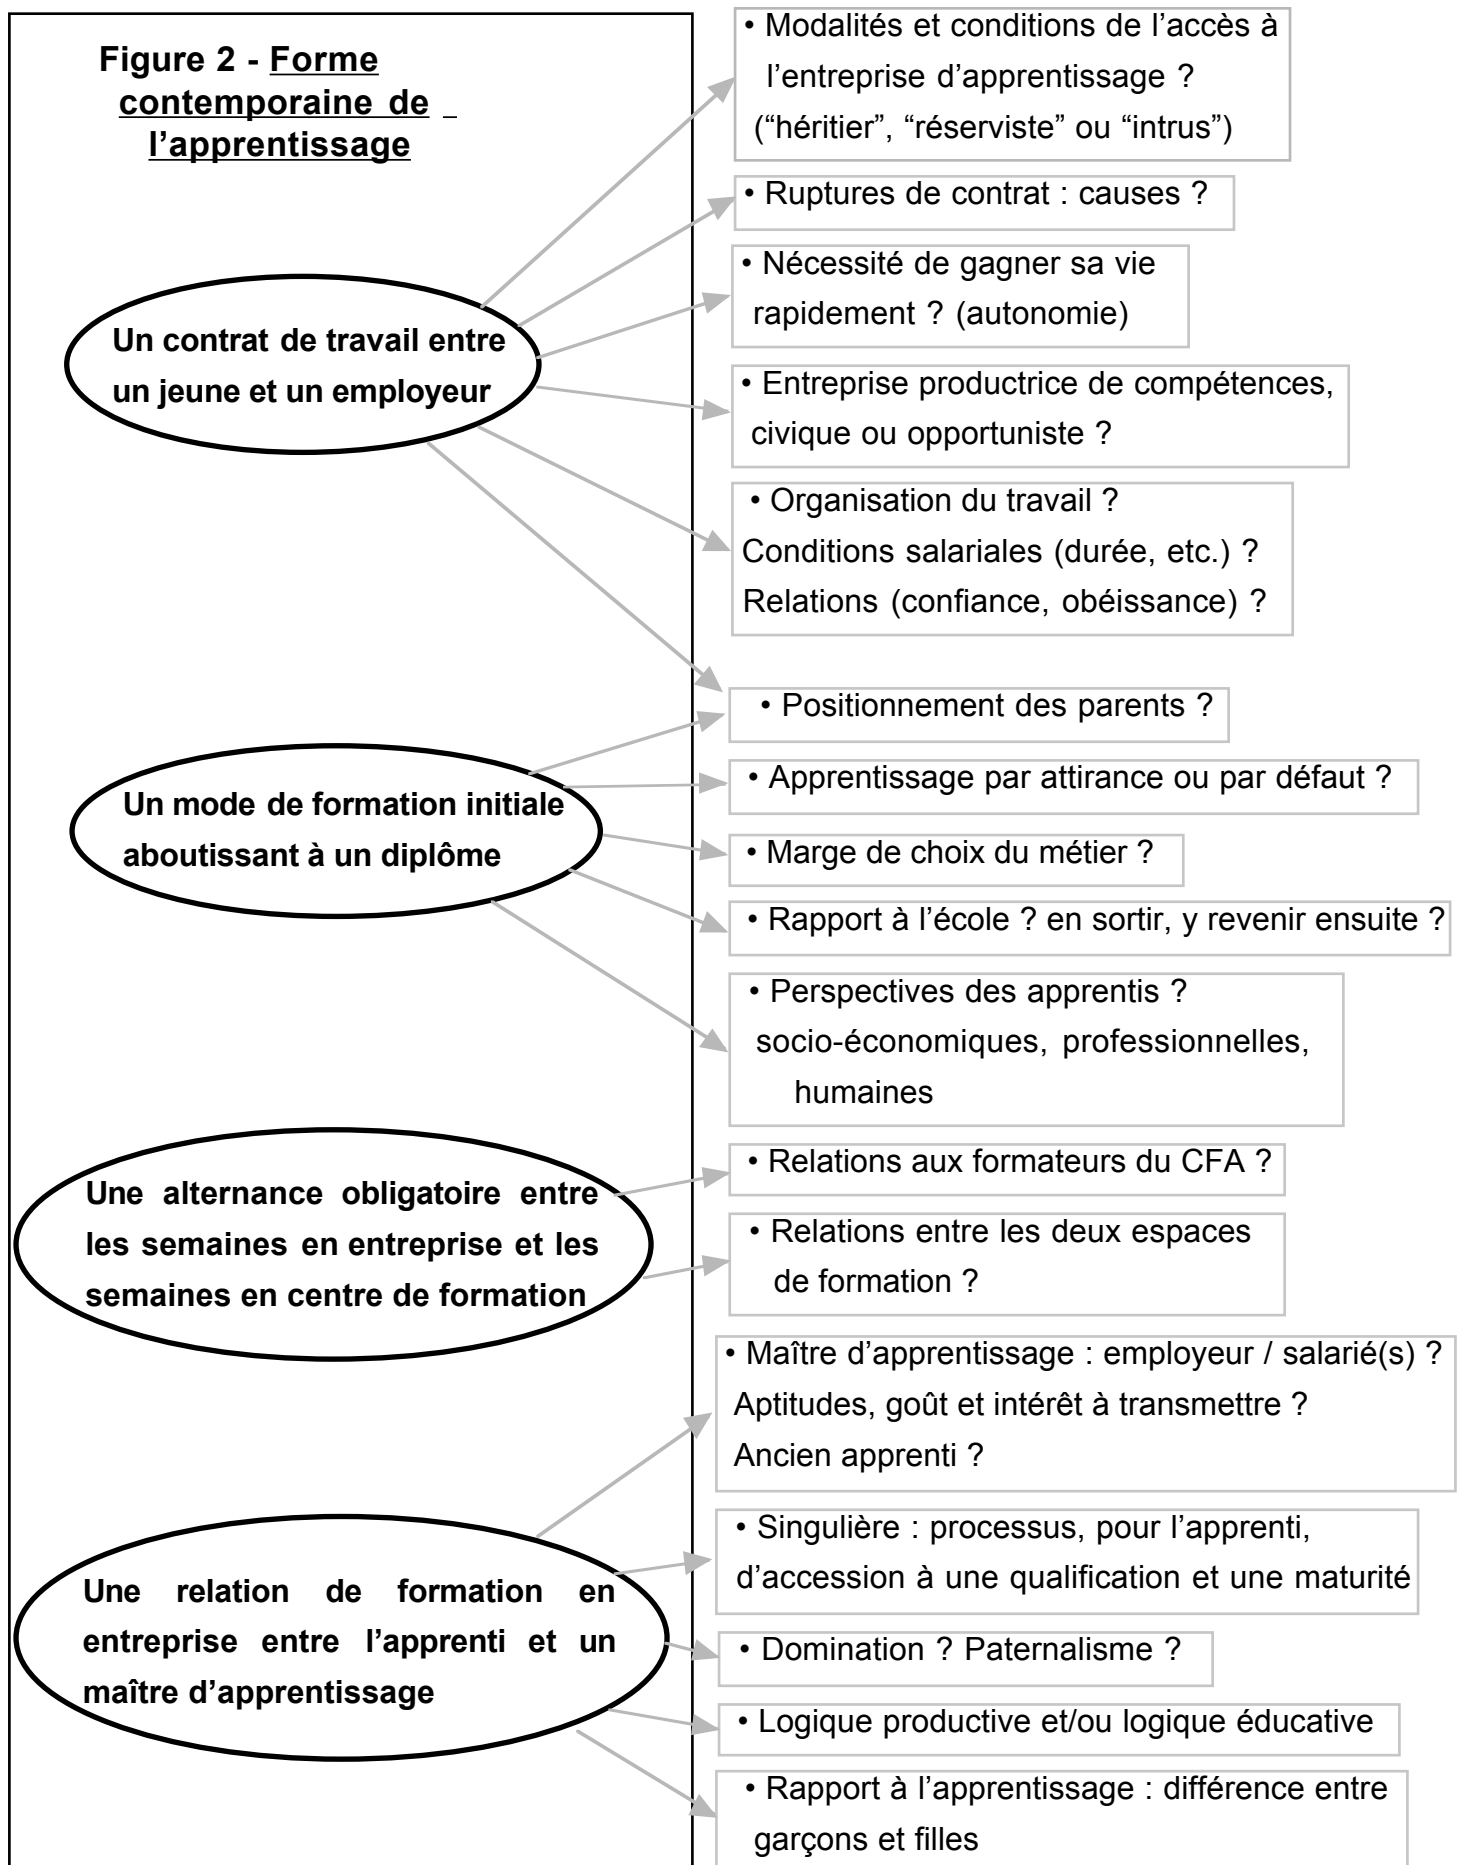 Figure 2 - Forme
contemporaine de
l’apprentissage
• Modalités et conditions de l’accès à
l’entreprise d’apprentissage ?
(“héritier”, “réserviste” ou “intrus”)
• Ruptures de contrat : causes ?
• Nécessité de gagner sa vie
rapidement ? (autonomie)
Un contrat de travail entre
un jeune et un employeur
• Entreprise productrice de compétences,
civique ou opportuniste ?
• Organisation du travail ?
Conditions salariales (durée, etc.) ?
Relations (confiance, obéissance) ?
• Positionnement des parents ?
Un mode de formation initiale
aboutissant à un diplôme
• Apprentissage par attirance ou par défaut ?
• Marge de choix du métier ?
• Rapport à l’école ? en sortir, y revenir ensuite ?
• Perspectives des apprentis ?
socio-économiques, professionnelles,
humaines
Une alternance obligatoire entre
les semaines en entreprise et les
semaines en centre de formation
• Relations aux formateurs du CFA ?
• Relations entre les deux espaces
de formation ?
• Maître d’apprentissage : employeur / salarié(s) ?
Aptitudes, goût et intérêt à transmettre ?
Ancien apprenti ?
Une relation de formation en
entreprise entre l’apprenti et un
maître d’apprentissage
• Singulière : processus, pour l’apprenti,
d’accession à une qualification et une maturité
• Domination ? Paternalisme ?
• Logique productive et/ou logique éducative
• Rapport à l’apprentissage : différence entre
garçons et filles